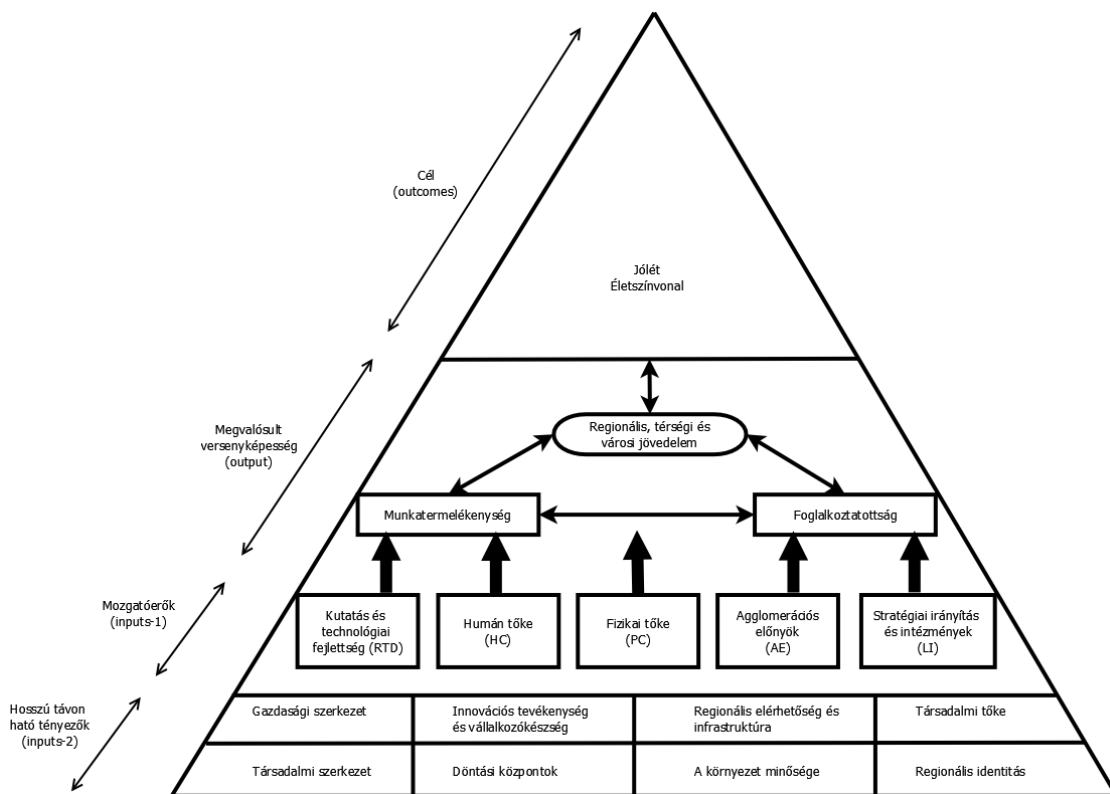 Cél
(outcomes)
Jólét
Életszínvonal
Megvalósult
versenyképesség
(output)
Regionális, térségi és
városi jövedelem
Munkatermelékenység
Foglalkoztatottság
Mozgatóerők
(inputs-1)
Kutatás és
technológiai
fejlettség (RTD)
Humán tőke
(HC)
Fizikai tőke
(PC)
Agglomerációs
előnyök
(AE)
Stratégiai irányítás
és intézmények
(LI)
Hosszú távon
ható tényezők
(inputs-2)
Gazdasági szerkezet
Innovációs tevékenység
és vállalkozókészség
Regionális elérhetőség és
infrastruktúra
Társadalmi tőke
Társadalmi szerkezet
Döntási központok
A környezet minősége
Regionális identitás